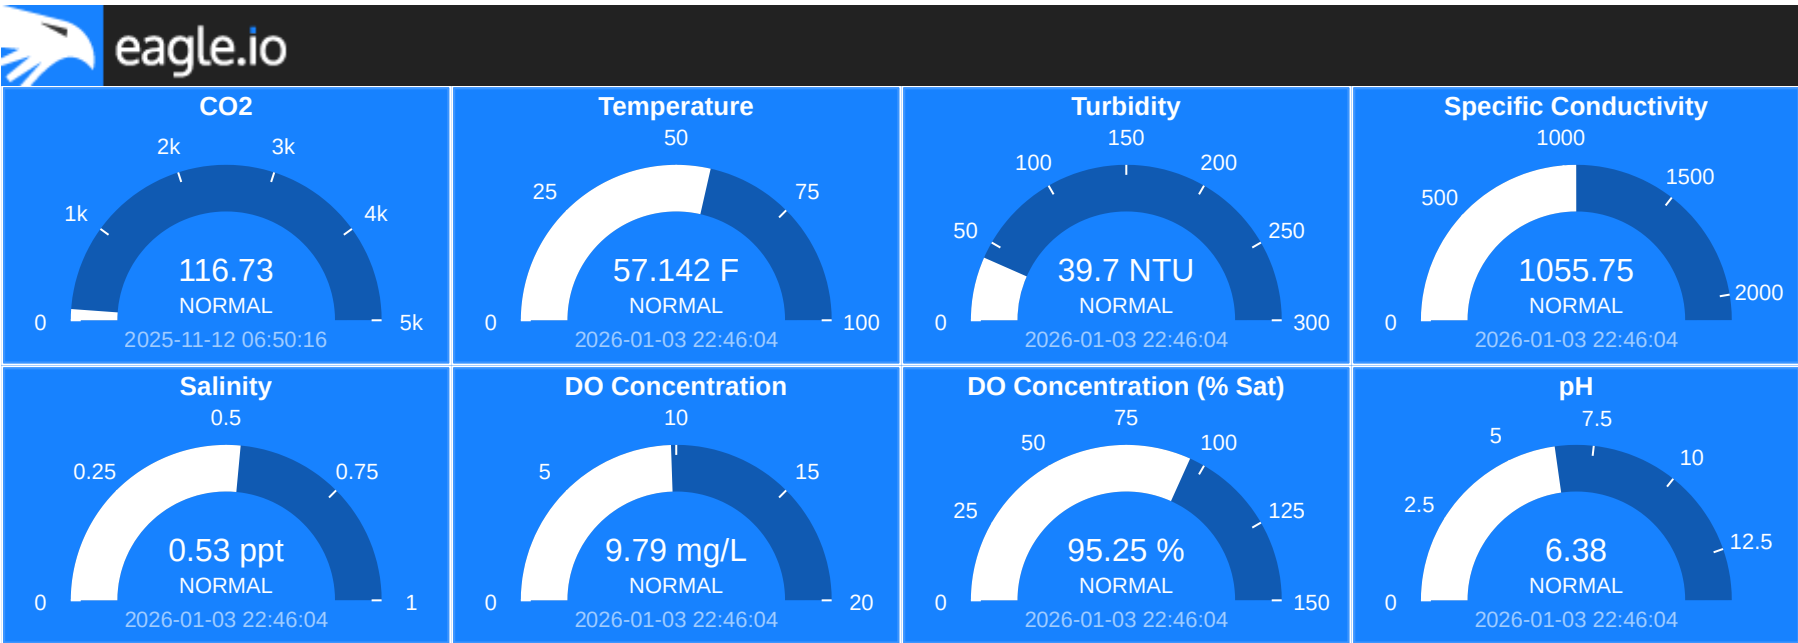 eagle.io
CO2
0
1k
2k
3k
4k
5k
116.73
NORMAL
2025-11-12 06:50:16
Temperature
0
25
50
75
100
57.142 F
NORMAL
2026-01-03 22:46:04
Turbidity
0
50
100
150
200
250
300
39.7 NTU
NORMAL
2026-01-03 22:46:04
Specific Conductivity
0
500
1000
1500
2000
1055.75
NORMAL
2026-01-03 22:46:04
Salinity
0
0.25
0.5
0.75
1
0.53 ppt
NORMAL
2026-01-03 22:46:04
DO Concentration
0
5
10
15
20
9.79 mg/L
NORMAL
2026-01-03 22:46:04
DO Concentration (% Sat)
0
25
50
75
100
125
150
95.25 %
NORMAL
2026-01-03 22:46:04
pH
0
2.5
5
7.5
10
12.5
6.38
NORMAL
2026-01-03 22:46:04